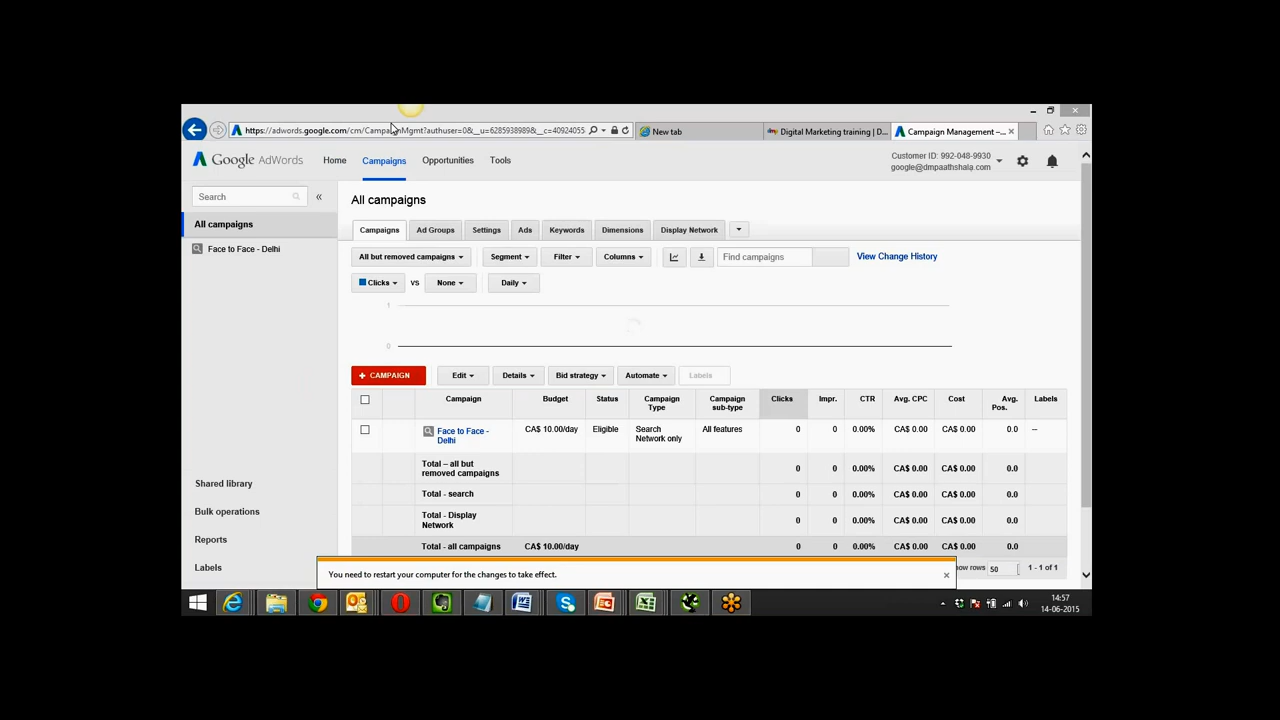 https://adwords.google.com/cm/CampaignMgmt?authuser=0&__u=6285938989&__c=40924055
New tab
Digital Marketing training | D...
Campaign Management –...
Google AdWords
Home
Campaigns
Opportunities
Tools
Customer ID: 992-048-9930
google@dmpaathshala.com
Search
«
All campaigns
All campaigns
Face to Face - Delhi
Campaigns
Ad Groups
Settings
Ads
Keywords
Dimensions
Display Network
All but removed campaigns
Segment
Filter
Columns
Find campaigns
View Change History
Clicks
VS
None
Daily
1
0
+ CAMPAIGN
Edit
Details
Bid strategy
Automate
Labels
Campaign Budget Status Campaign Type Campaign sub-type Clicks Impr. CTR Avg. CPC Cost Avg. Pos. Labels
Face to Face - Delhi CA$ 10.00/day Eligible Search Network only All features 0 0 0.00% CA$ 0.00 CA$ 0.00 0.0 –
Total – all but removed campaigns 0 0 0.00% CA$ 0.00 CA$ 0.00 0.0
Total - search 0 0 0.00% CA$ 0.00 CA$ 0.00 0.0
Total - Display Network 0 0 0.00% CA$ 0.00 CA$ 0.00 0.0
Total - all campaigns CA$ 10.00/day 0 0 0.00% CA$ 0.00 CA$ 0.00 0.0
Shared library
Bulk operations
Reports
Labels
rows 50 1 - 1 of 1
You need to restart your computer for the changes to take effect.
14:57
14-06-2015